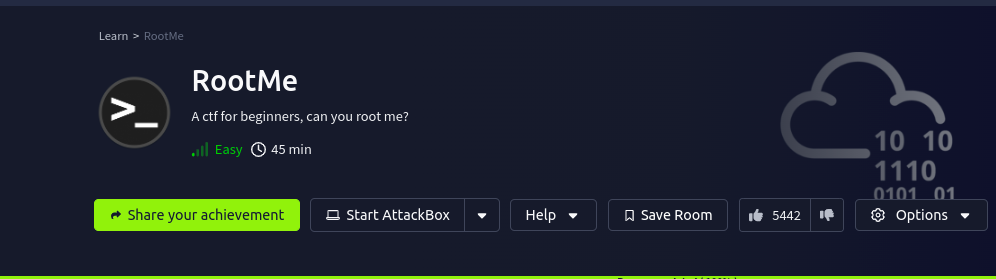 Learn > RootMe
RootMe
>_
A ctf for beginners, can you root me?
Easy 45 min
10 10
1110
0101 01
Share your achievement Start AttackBox Help Save Room 5442 Options